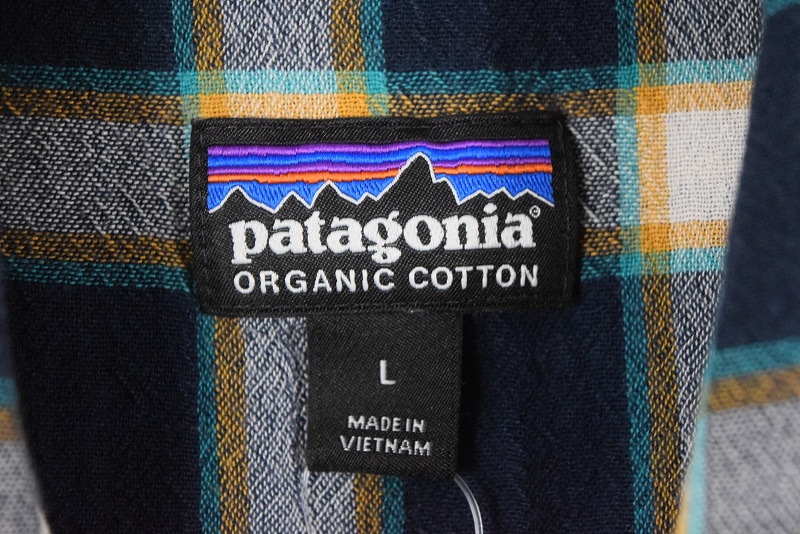 patagonia®
ORGANIC COTTON
L
MADE IN
VIETNAM